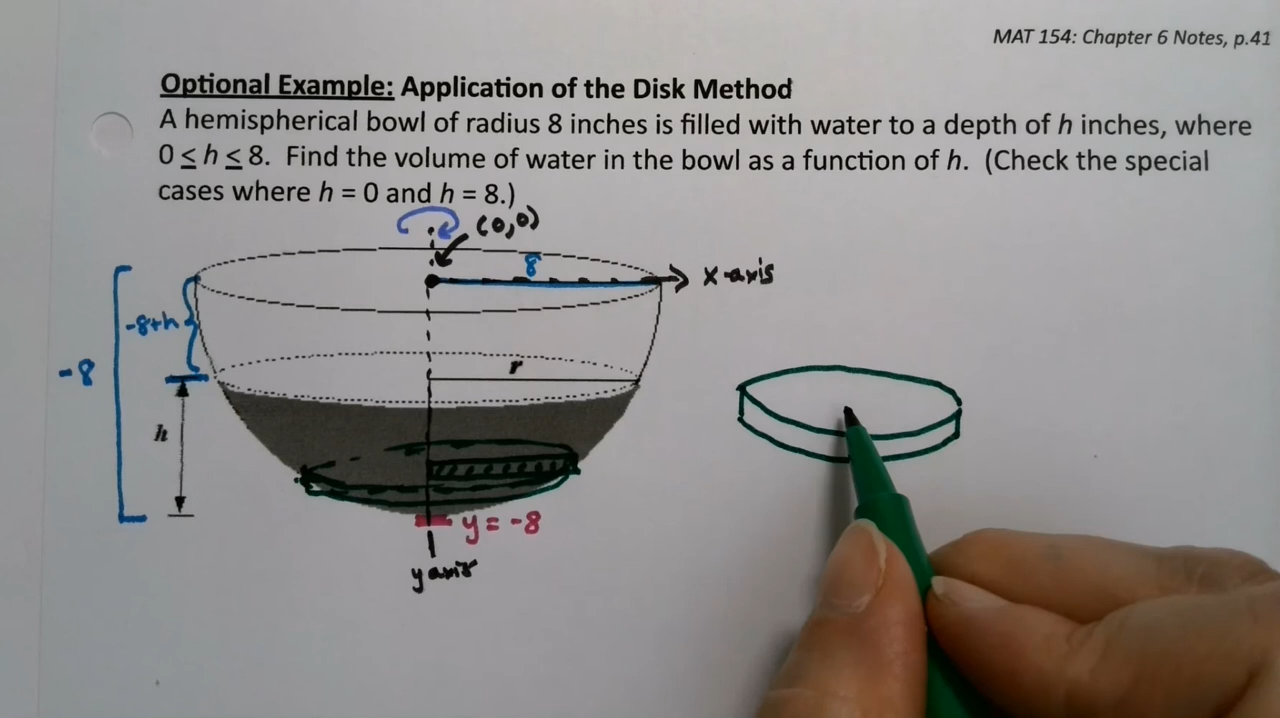 MAT 154: Chapter 6 Notes, p.41
Optional Example: Application of the Disk Method
A hemispherical bowl of radius 8 inches is filled with water to a depth of h inches, where
0 ≤ h ≤ 8. Find the volume of water in the bowl as a function of h. (Check the special
cases where h = 0 and h = 8.)
(0,0)
8
x-axis
-8+h
-8
r
h
y = -8
y axis